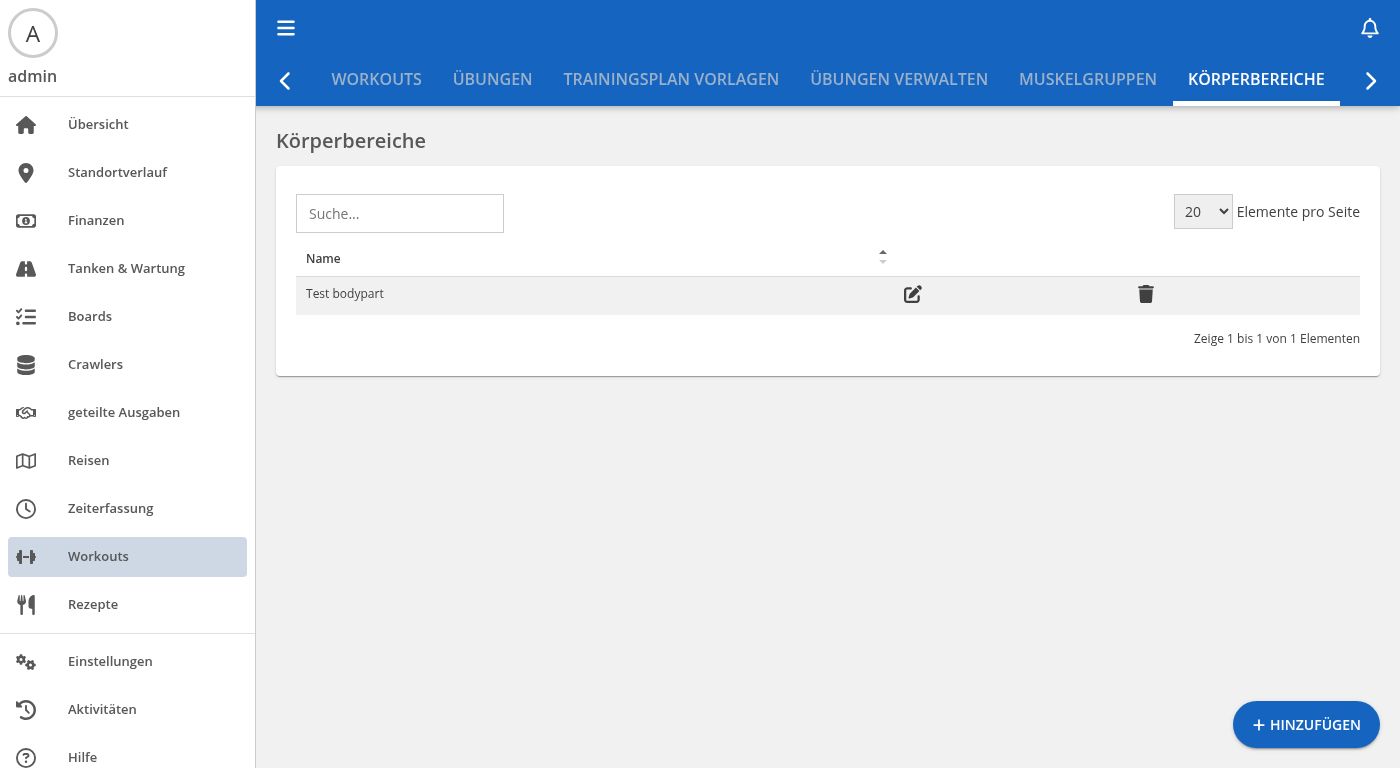 A
admin
Übersicht
Standortverlauf
Finanzen
Tanken & Wartung
Boards
Crawlers
geteilte Ausgaben
Reisen
Zeiterfassung
Workouts
Rezepte
Einstellungen
Aktivitäten
Hilfe
WORKOUTS ÜBUNGEN TRAININGSPLAN VORLAGEN ÜBUNGEN VERWALTEN MUSKELGRUPPEN KÖRPERBEREICHE
Körperbereiche
Suche... 20 Elemente pro Seite
Name
Test bodypart
Zeige 1 bis 1 von 1 Elementen
+ HINZUFÜGEN